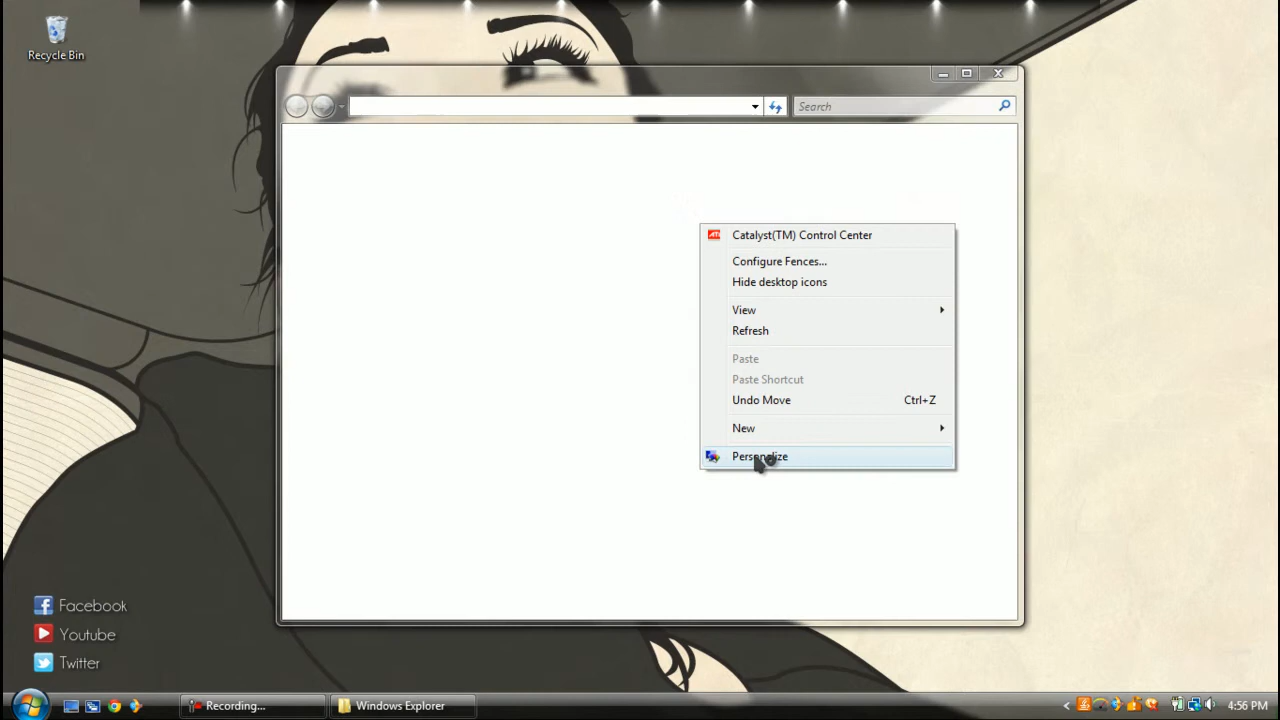 Recycle Bin
Search
ATI
Catalyst(TM) Control Center
Configure Fences...
Hide desktop icons
View
Refresh
Paste
Paste Shortcut
Undo Move Ctrl+Z
New
Personalize
Facebook
Youtube
Twitter
Recording...
Windows Explorer
4:56 PM